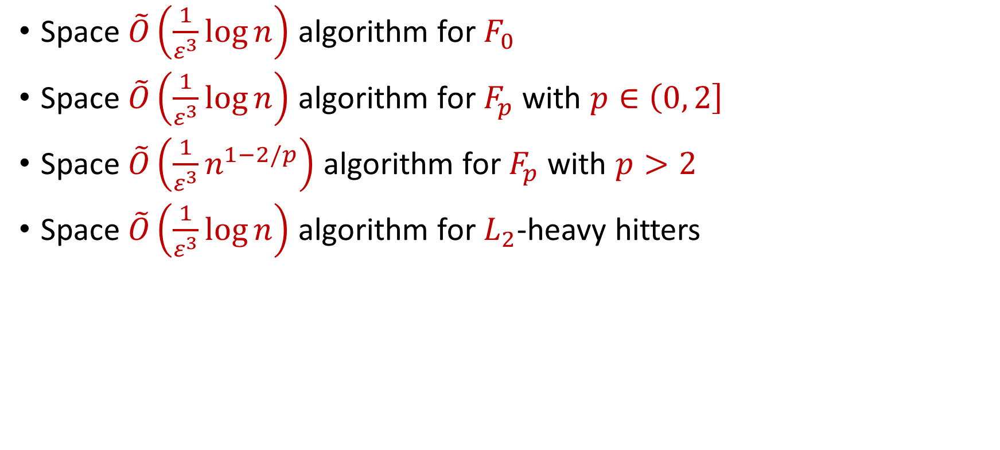 • Space $\tilde{O}\left(\frac{1}{\varepsilon^3}\log n\right)$ algorithm for $F_0$
• Space $\tilde{O}\left(\frac{1}{\varepsilon^3}\log n\right)$ algorithm for $F_p$ with $p \in (0, 2]$
• Space $\tilde{O}\left(\frac{1}{\varepsilon^3}n^{1-2/p}\right)$ algorithm for $F_p$ with $p > 2$
• Space $\tilde{O}\left(\frac{1}{\varepsilon^3}\log n\right)$ algorithm for $L_2$-heavy hitters